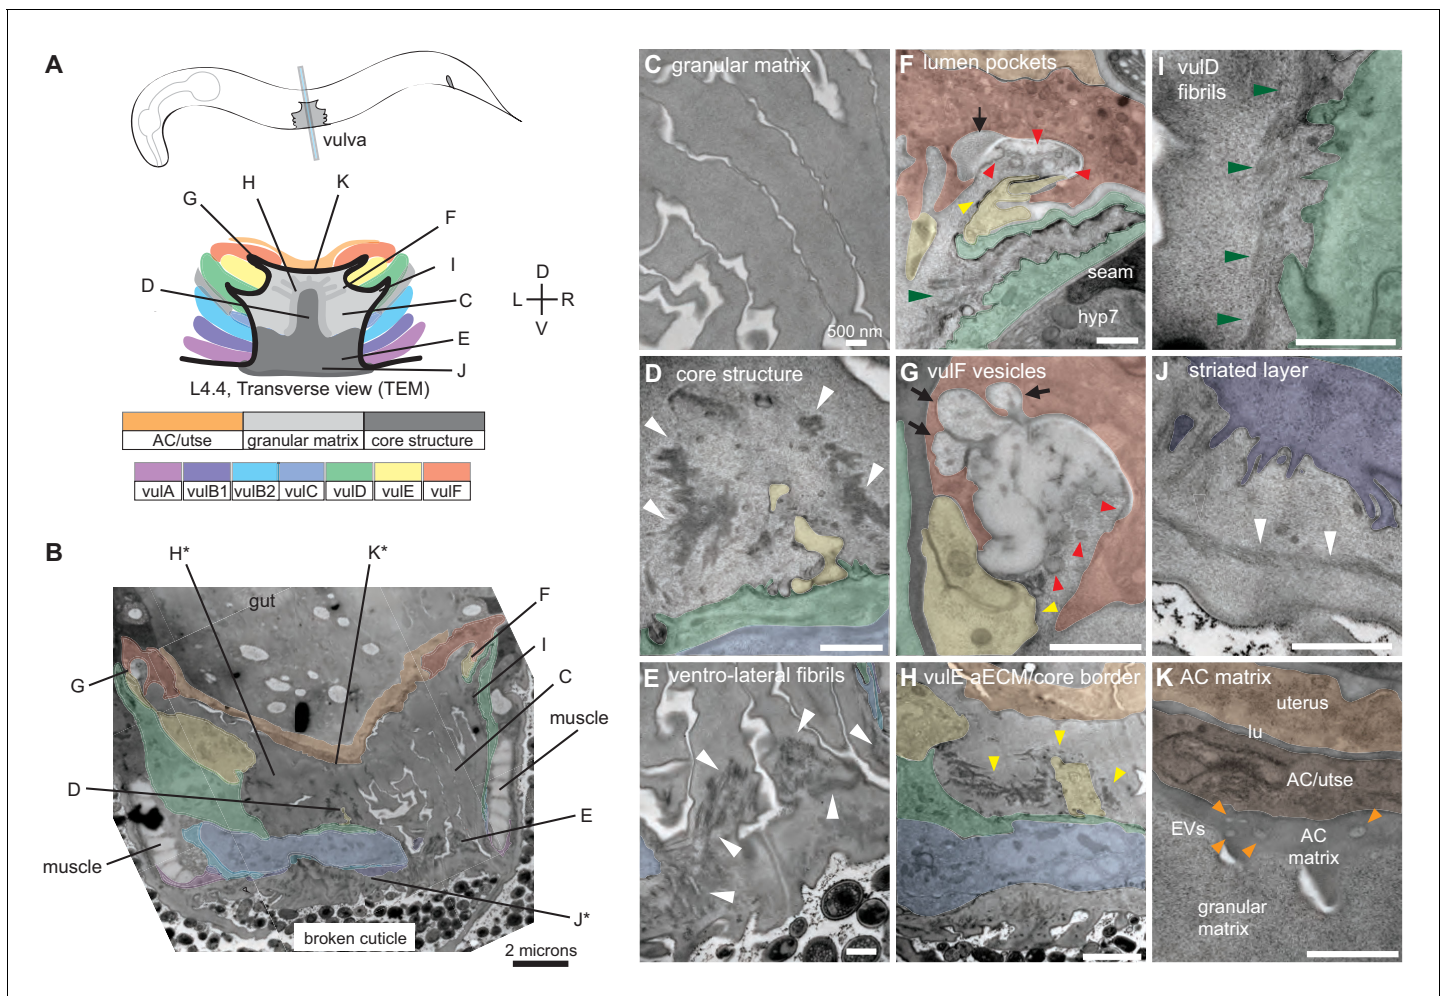 A
vulva
H
K
G
F
D
I
C
E
J
D
L
R
V
L4.4, Transverse view (TEM)
AC/utse
granular matrix
core structure
vulA
vulB1
vulB2
vulC
vulD
vulE
vulF
B
H*
K*
gut
F
I
C
G
muscle
D
E
muscle
J*
broken cuticle
2 microns
C granular matrix
500 nm
D core structure
E ventro-lateral fibrils
F lumen pockets
seam
hyp7
G vulF vesicles
H vulE aECM/core border
I vulD
fibrils
J striated layer
K AC matrix
uterus
lu
AC/utse
EVs
AC
matrix
granular
matrix